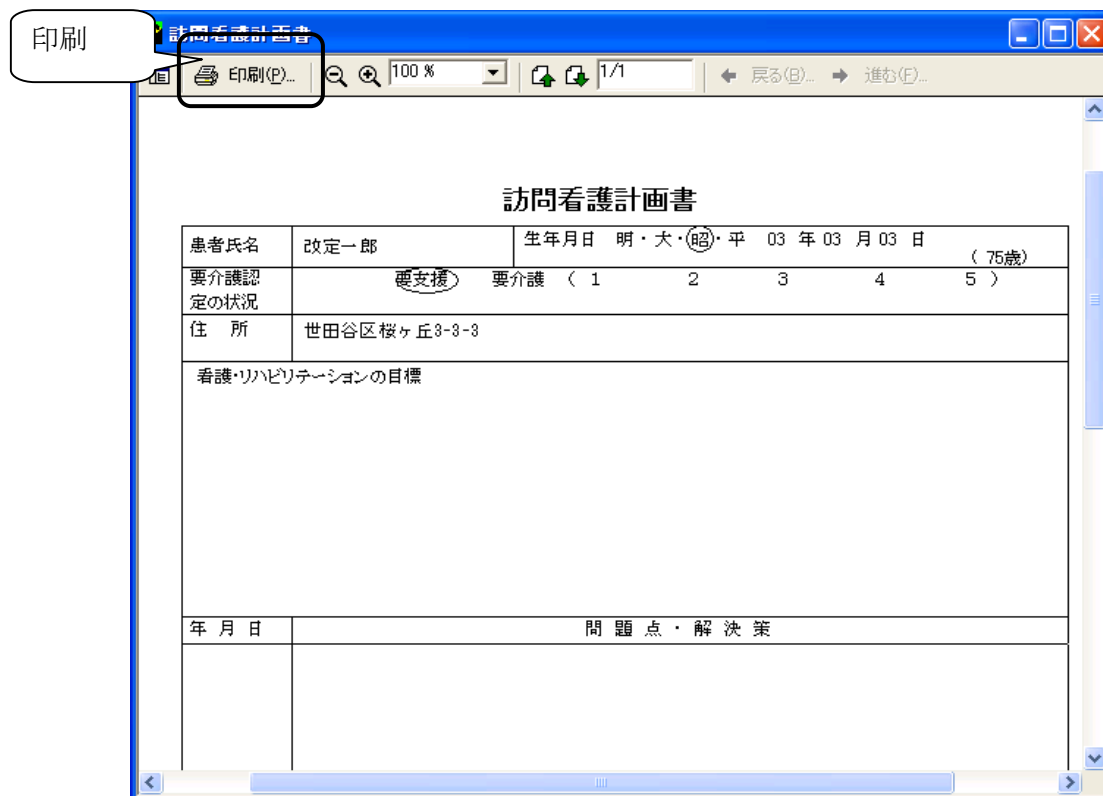 印刷
訪問看護計画書
印刷(P)...
100 %
1/1
戻る(B)...
進む(F)...
訪問看護計画書
患者氏名 改定一郎 生年月日 明・大・昭・平 03 年 03 月 03 日
( 75歳)
要介護認定の状況 要支援 要介護 ( 1 2 3 4 5 )
住 所 世田谷区桜ヶ丘3-3-3
看護・リハビリテーションの目標
年 月 日 問 題 点 ・ 解 決 策